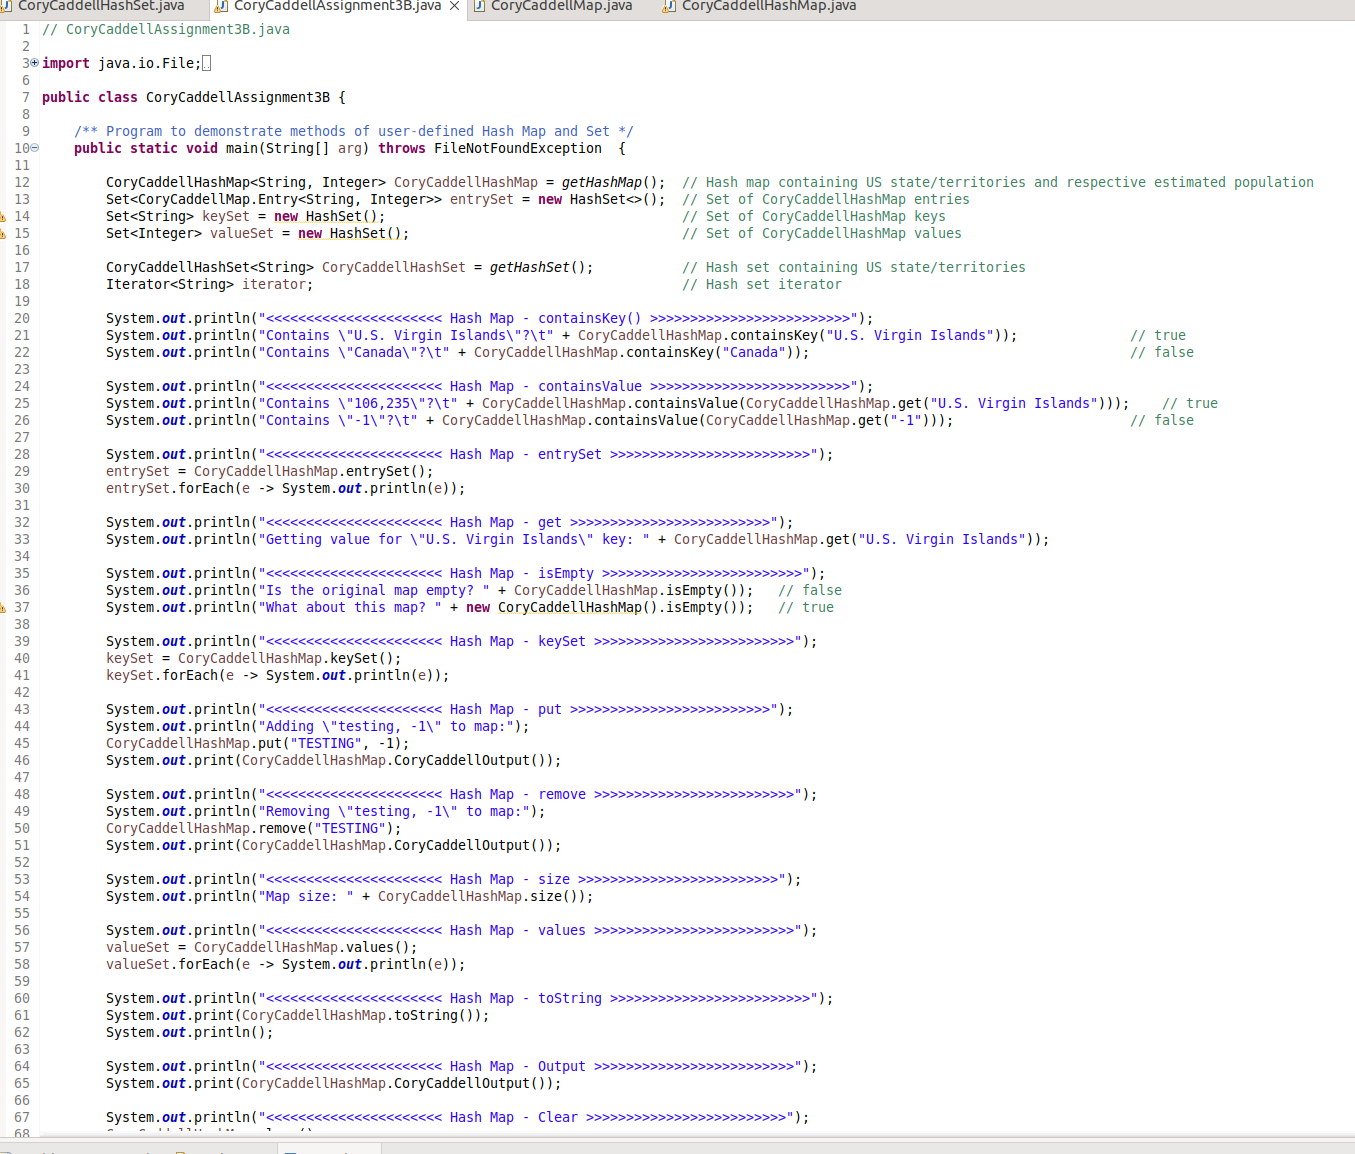 CoryCaddellHashSet.java CoryCaddellAssignment3B.java CoryCaddellMap.java CoryCaddellHashMap.java
1 // CoryCaddellAssignment3B.java
2
3 import java.io.File;
6
7 public class CoryCaddellAssignment3B {
8
9 /** Program to demonstrate methods of user-defined Hash Map and Set */
10 public static void main(String[] arg) throws FileNotFoundException {
11
12 CoryCaddellHashMap<String, Integer> CoryCaddellHashMap = getHashMap(); // Hash map containing US state/territories and respective estimated population
13 Set<CoryCaddellMap.Entry<String, Integer>> entrySet = new HashSet<>(); // Set of CoryCaddellHashMap entries
14 Set<String> keySet = new HashSet(); // Set of CoryCaddellHashMap keys
15 Set<Integer> valueSet = new HashSet(); // Set of CoryCaddellHashMap values
16
17 CoryCaddellHashSet<String> CoryCaddellHashSet = getHashSet(); // Hash set containing US state/territories
18 Iterator<String> iterator; // Hash set iterator
19
20 System.out.println("<<<<<<<<<<<<<<<<<<<<<< Hash Map - containsKey() >>>>>>>>>>>>>>>>>>>>>>>>>");
21 System.out.println("Contains \"U.S. Virgin Islands\"?\t" + CoryCaddellHashMap.containsKey("U.S. Virgin Islands")); // true
22 System.out.println("Contains \"Canada\"?\t" + CoryCaddellHashMap.containsKey("Canada")); // false
23
24 System.out.println("<<<<<<<<<<<<<<<<<<<<<< Hash Map - containsValue >>>>>>>>>>>>>>>>>>>>>>>>>");
25 System.out.println("Contains \"106,235\"?\t" + CoryCaddellHashMap.containsValue(CoryCaddellHashMap.get("U.S. Virgin Islands"))); // true
26 System.out.println("Contains \"-1\"?\t" + CoryCaddellHashMap.containsValue(CoryCaddellHashMap.get("-1"))); // false
27
28 System.out.println("<<<<<<<<<<<<<<<<<<<<<< Hash Map - entrySet >>>>>>>>>>>>>>>>>>>>>>>>>");
29 entrySet = CoryCaddellHashMap.entrySet();
30 entrySet.forEach(e -> System.out.println(e));
31
32 System.out.println("<<<<<<<<<<<<<<<<<<<<<< Hash Map - get >>>>>>>>>>>>>>>>>>>>>>>>>");
33 System.out.println("Getting value for \"U.S. Virgin Islands\" key: " + CoryCaddellHashMap.get("U.S. Virgin Islands"));
34
35 System.out.println("<<<<<<<<<<<<<<<<<<<<<< Hash Map - isEmpty >>>>>>>>>>>>>>>>>>>>>>>>>");
36 System.out.println("Is the original map empty? " + CoryCaddellHashMap.isEmpty()); // false
37 System.out.println("What about this map? " + new CoryCaddellHashMap().isEmpty()); // true
38
39 System.out.println("<<<<<<<<<<<<<<<<<<<<<< Hash Map - keySet >>>>>>>>>>>>>>>>>>>>>>>>>");
40 keySet = CoryCaddellHashMap.keySet();
41 keySet.forEach(e -> System.out.println(e));
42
43 System.out.println("<<<<<<<<<<<<<<<<<<<<<< Hash Map - put >>>>>>>>>>>>>>>>>>>>>>>>>");
44 System.out.println("Adding \"testing, -1\" to map:");
45 CoryCaddellHashMap.put("TESTING", -1);
46 System.out.print(CoryCaddellHashMap.CoryCaddellOutput());
47
48 System.out.println("<<<<<<<<<<<<<<<<<<<<<< Hash Map - remove >>>>>>>>>>>>>>>>>>>>>>>>>");
49 System.out.println("Removing \"testing, -1\" to map:");
50 CoryCaddellHashMap.remove("TESTING");
51 System.out.print(CoryCaddellHashMap.CoryCaddellOutput());
52
53 System.out.println("<<<<<<<<<<<<<<<<<<<<<< Hash Map - size >>>>>>>>>>>>>>>>>>>>>>>>>");
54 System.out.println("Map size: " + CoryCaddellHashMap.size());
55
56 System.out.println("<<<<<<<<<<<<<<<<<<<<<< Hash Map - values >>>>>>>>>>>>>>>>>>>>>>>>>");
57 valueSet = CoryCaddellHashMap.values();
58 valueSet.forEach(e -> System.out.println(e));
59
60 System.out.println("<<<<<<<<<<<<<<<<<<<<<< Hash Map - toString >>>>>>>>>>>>>>>>>>>>>>>>>");
61 System.out.print(CoryCaddellHashMap.toString());
62 System.out.println();
63
64 System.out.println("<<<<<<<<<<<<<<<<<<<<<< Hash Map - Output >>>>>>>>>>>>>>>>>>>>>>>>>");
65 System.out.print(CoryCaddellHashMap.CoryCaddellOutput());
66
67 System.out.println("<<<<<<<<<<<<<<<<<<<<<< Hash Map - Clear >>>>>>>>>>>>>>>>>>>>>>>>>");
68